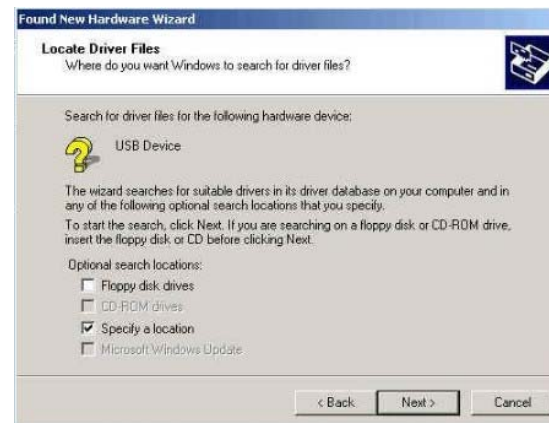 Found New Hardware Wizard
Locate Driver Files
Where do you want Windows to search for driver files?
Search for driver files for the following hardware device:
USB Device
The wizard searches for suitable drivers in its driver database on your computer and in
any of the following optional search locations that you specify.
To start the search, click Next. If you are searching on a floppy disk or CD-ROM drive,
insert the floppy disk or CD before clicking Next.
Optional search locations:
Floppy disk drives
CD-ROM drives
Specify a location
Microsoft Windows Update
< Back
Next >
Cancel